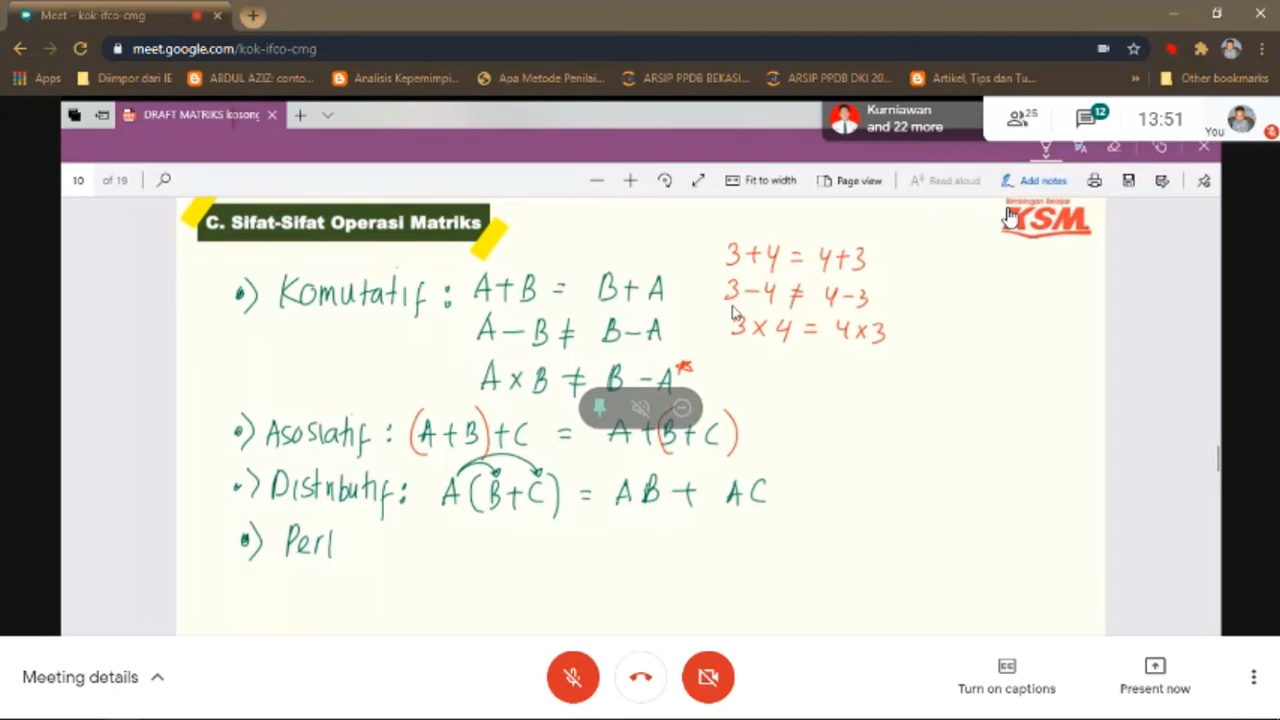 Meet - kok-ifco-cmg
meet.google.com/kok-ifco-cmg
Apps Diimpor dari IE ABDUL AZIZ: conto... Analisis Kepemimpi... Apa Metode Penilai... ARSIP PPDB BEKASI... ARSIP PPDB DKI 20... Artikel, Tips dan Tu... » Other bookmarks
DRAFT MATRIKS kosong
Kurniawan
and 22 more
25
12
13:51
You
10 of 19
Fit to width Page view Read aloud Add notes
C. Sifat-Sifat Operasi Matriks
Bimbingan Belajar
KSM
•) Komutatif : A+B = B+A
A-B ≠ B-A
A×B ≠ B-A*
3+4 = 4+3
3-4 ≠ 4-3
3×4 = 4×3
•) Asosiatif : (A+B)+C = A+(B+C)
•) Distributif: A(B+C) = AB + AC
•) Perl
Meeting details
Turn on captions
Present now